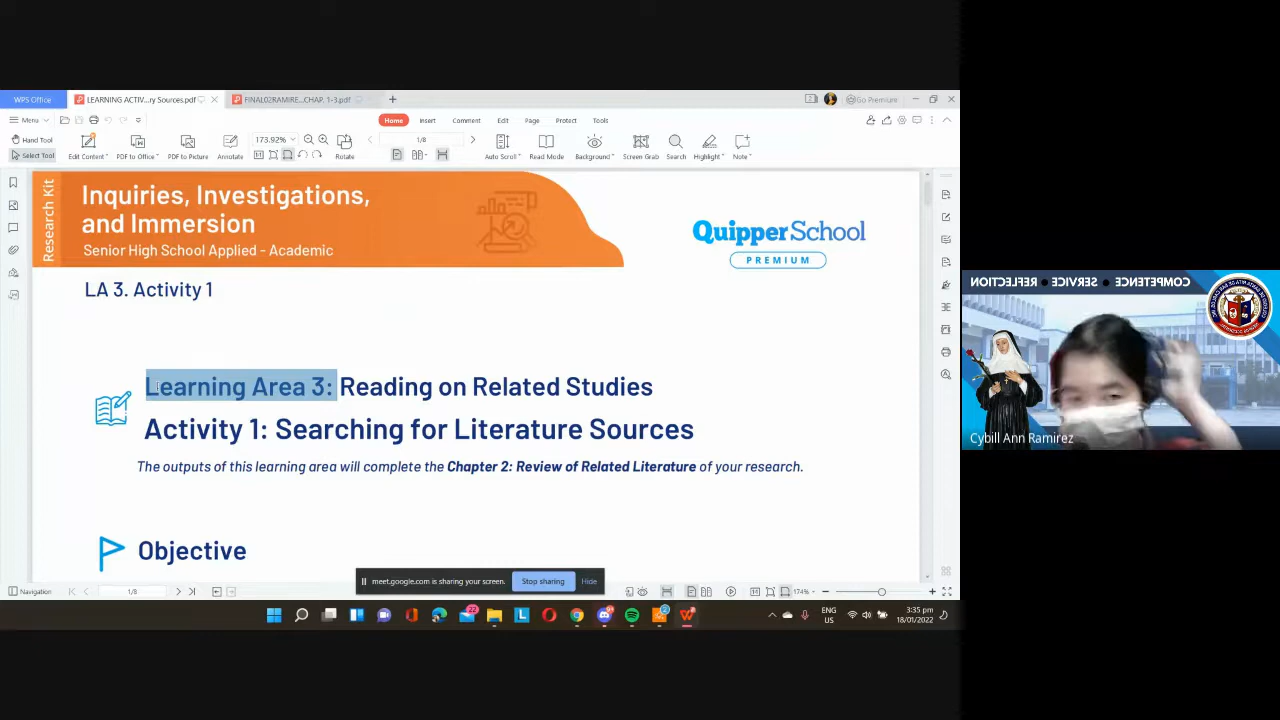 WPS Office
LEARNING ACTIV...ry Sources.pdf
FINAL02RAMIRE...CHAP. 1-3.pdf
Go Premium
Menu
Home
Insert
Comment
Edit
Page
Protect
Tools
Hand Tool
Select Tool
Edit Content
PDF to Office
PDF to Picture
Annotate
173.92%
Rotate
1/8
Auto Scroll
Read Mode
Background
Screen Grab
Search
Highlight
Note
Research Kit
Inquiries, Investigations,
and Immersion
Senior High School Applied - Academic
Quipper School
PREMIUM
LA 3. Activity 1
Learning Area 3: Reading on Related Studies
Activity 1: Searching for Literature Sources
The outputs of this learning area will complete the Chapter 2: Review of Related Literature of your research.
Objective
meet.google.com is sharing your screen.
Stop sharing
Hide
Navigation
1/8
174%
ENG
US
3:35 pm
18/01/2022
COMPETENCE • SERVICE • REFLECTION
Cybill Ann Ramirez